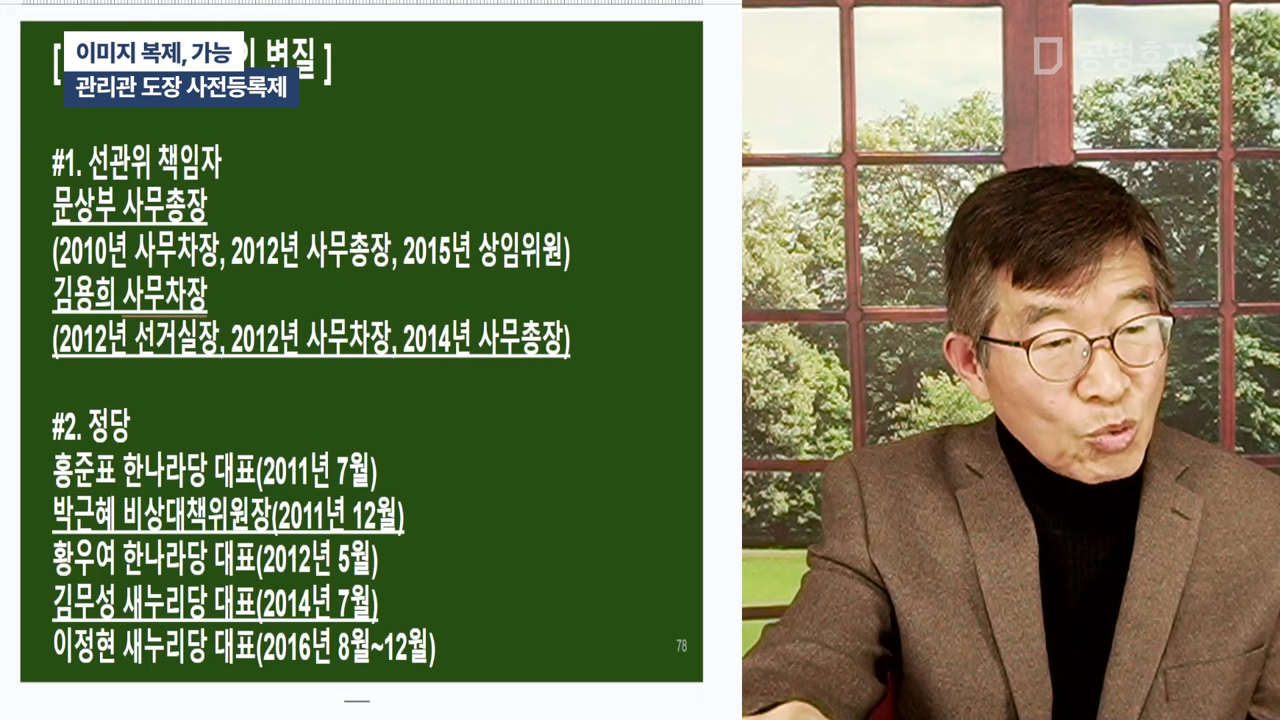 이미지 복제, 가능
관리관 도장 사전등록제
[ 변질 ]
#1. 선관위 책임자
문상부 사무총장
(2010년 사무차장, 2012년 사무총장, 2015년 상임위원)
김용희 사무차장
(2012년 선거실장, 2012년 사무차장, 2014년 사무총장)
#2. 정당
홍준표 한나라당 대표(2011년 7월)
박근혜 비상대책위원장(2011년 12월)
황우여 한나라당 대표(2012년 5월)
김무성 새누리당 대표(2014년 7월)
이정현 새누리당 대표(2016년 8월~12월)
78
공병호TV